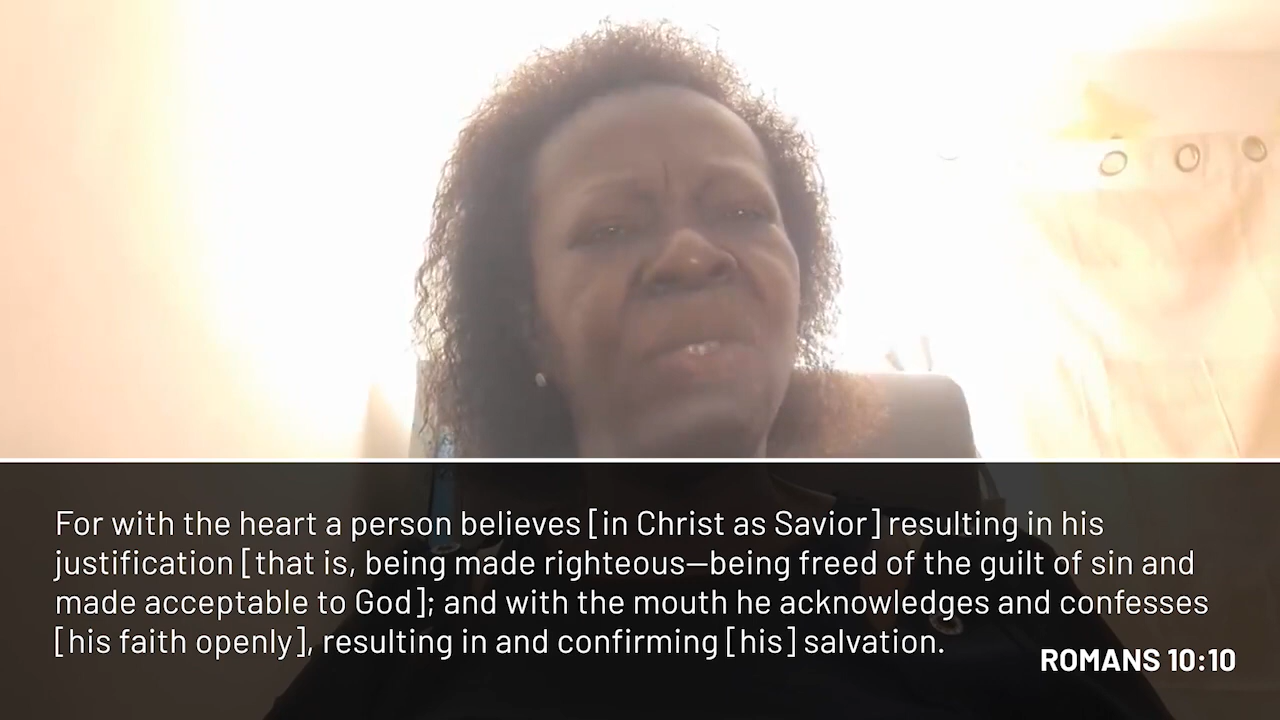 For with the heart a person believes [in Christ as Savior] resulting in his
justification [that is, being made righteous—being freed of the guilt of sin and
made acceptable to God]; and with the mouth he acknowledges and confesses
[his faith openly], resulting in and confirming [his] salvation.
ROMANS 10:10